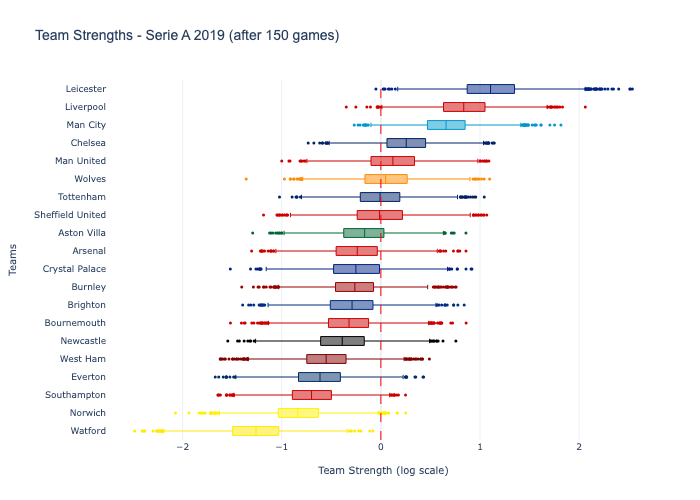 Team Strengths - Serie A 2019 (after 150 games)
Leicester
Liverpool
Man City
Chelsea
Man United
Wolves
Tottenham
Sheffield United
Aston Villa
Arsenal
Crystal Palace
Burnley
Brighton
Bournemouth
Newcastle
West Ham
Everton
Southampton
Norwich
Watford
Teams
−2 −1 0 1 2
Team Strength (log scale)